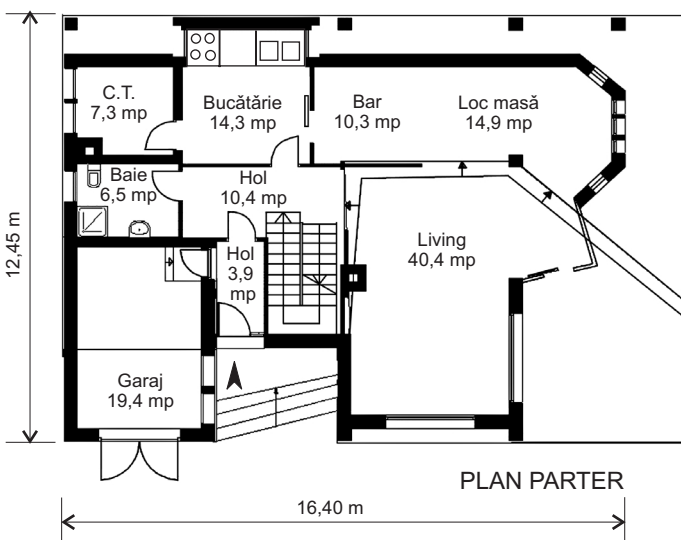 C.T.
7,3 mp
Bucătărie
14,3 mp
Bar
10,3 mp
Loc masă
14,9 mp
Baie
6,5 mp
Hol
10,4 mp
Hol
3,9
mp
Living
40,4 mp
Garaj
19,4 mp
12,45 m
PLAN PARTER
16,40 m